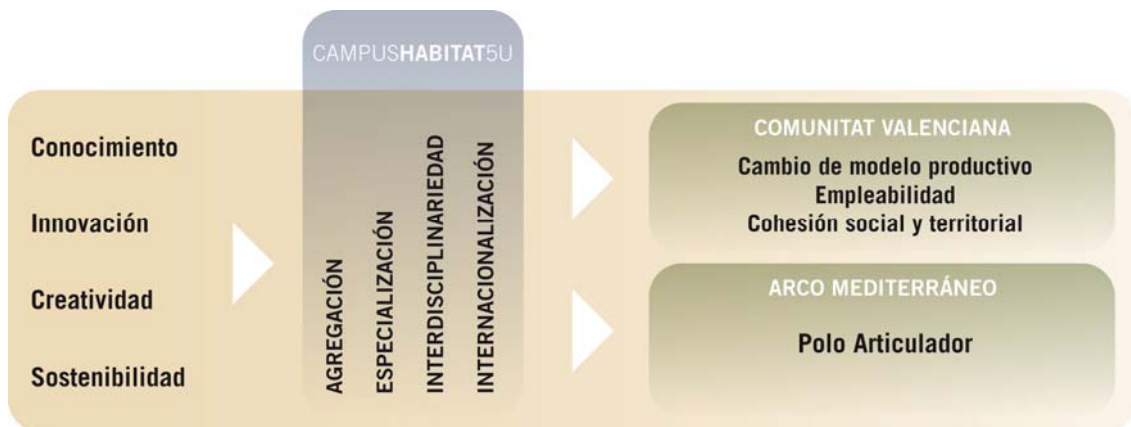 CAMPUSHABITAT5U
Conocimiento
Innovación
Creatividad
Sostenibilidad
AGREGACIÓN
ESPECIALIZACIÓN
INTERDISCIPLINARIEDAD
INTERNACIONALIZACIÓN
COMUNITAT VALENCIANA
Cambio de modelo productivo
Empleabilidad
Cohesión social y territorial
ARCO MEDITERRÁNEO
Polo Articulador